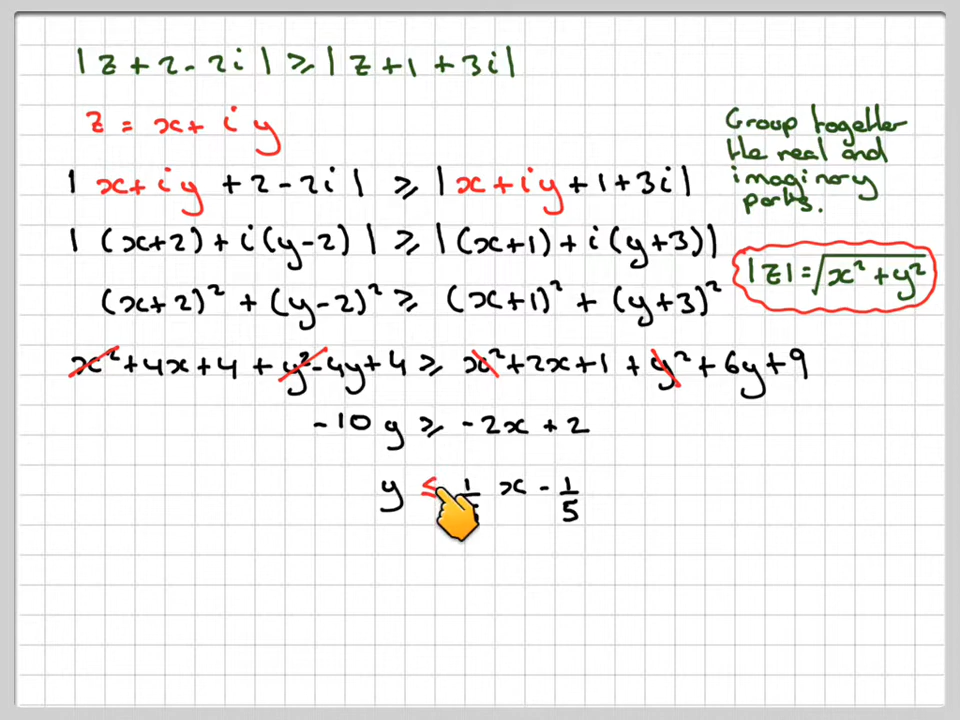 |z+2-2i| ⩾ |z+1+3i|
z = x+iy
|x+iy+2-2i| ⩾ |x+iy+1+3i|
|(x+2)+i(y-2)| ⩾ |(x+1)+i(y+3)|
(x+2)²+(y-2)² ⩾ (x+1)²+(y+3)²
x²+4x+4+y²-4y+4 ⩾ x²+2x+1+y²+6y+9
-10y ⩾ -2x+2
y ≤ x - 1/5
Group together
the real and
imaginary
parts.
|z| = √x²+y²